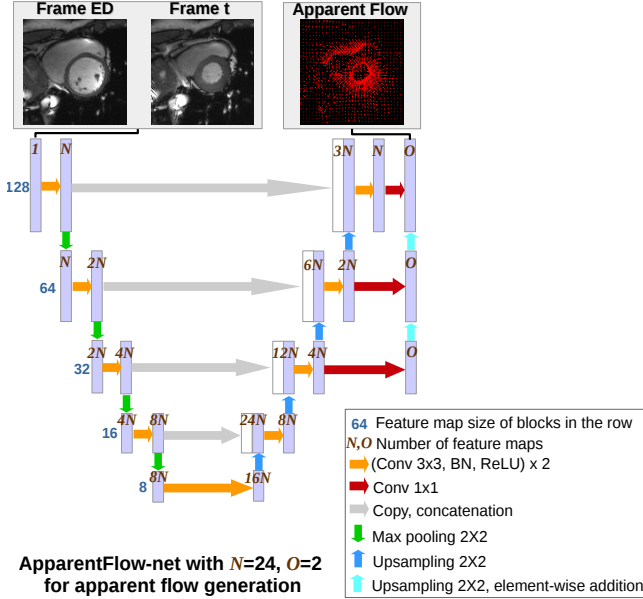 Frame ED
Frame t
Apparent Flow
1
N
3N
N
O
128
N
2N
6N
2N
O
64
2N
4N
12N
4N
O
32
4N
8N
24N
8N
16
8N
16N
8
64 Feature map size of blocks in the row
N,O Number of feature maps
(Conv 3x3, BN, ReLU) x 2
Conv 1x1
Copy, concatenation
Max pooling 2X2
Upsampling 2X2
Upsampling 2X2, element-wise addition
ApparentFlow-net with N=24, O=2
for apparent flow generation